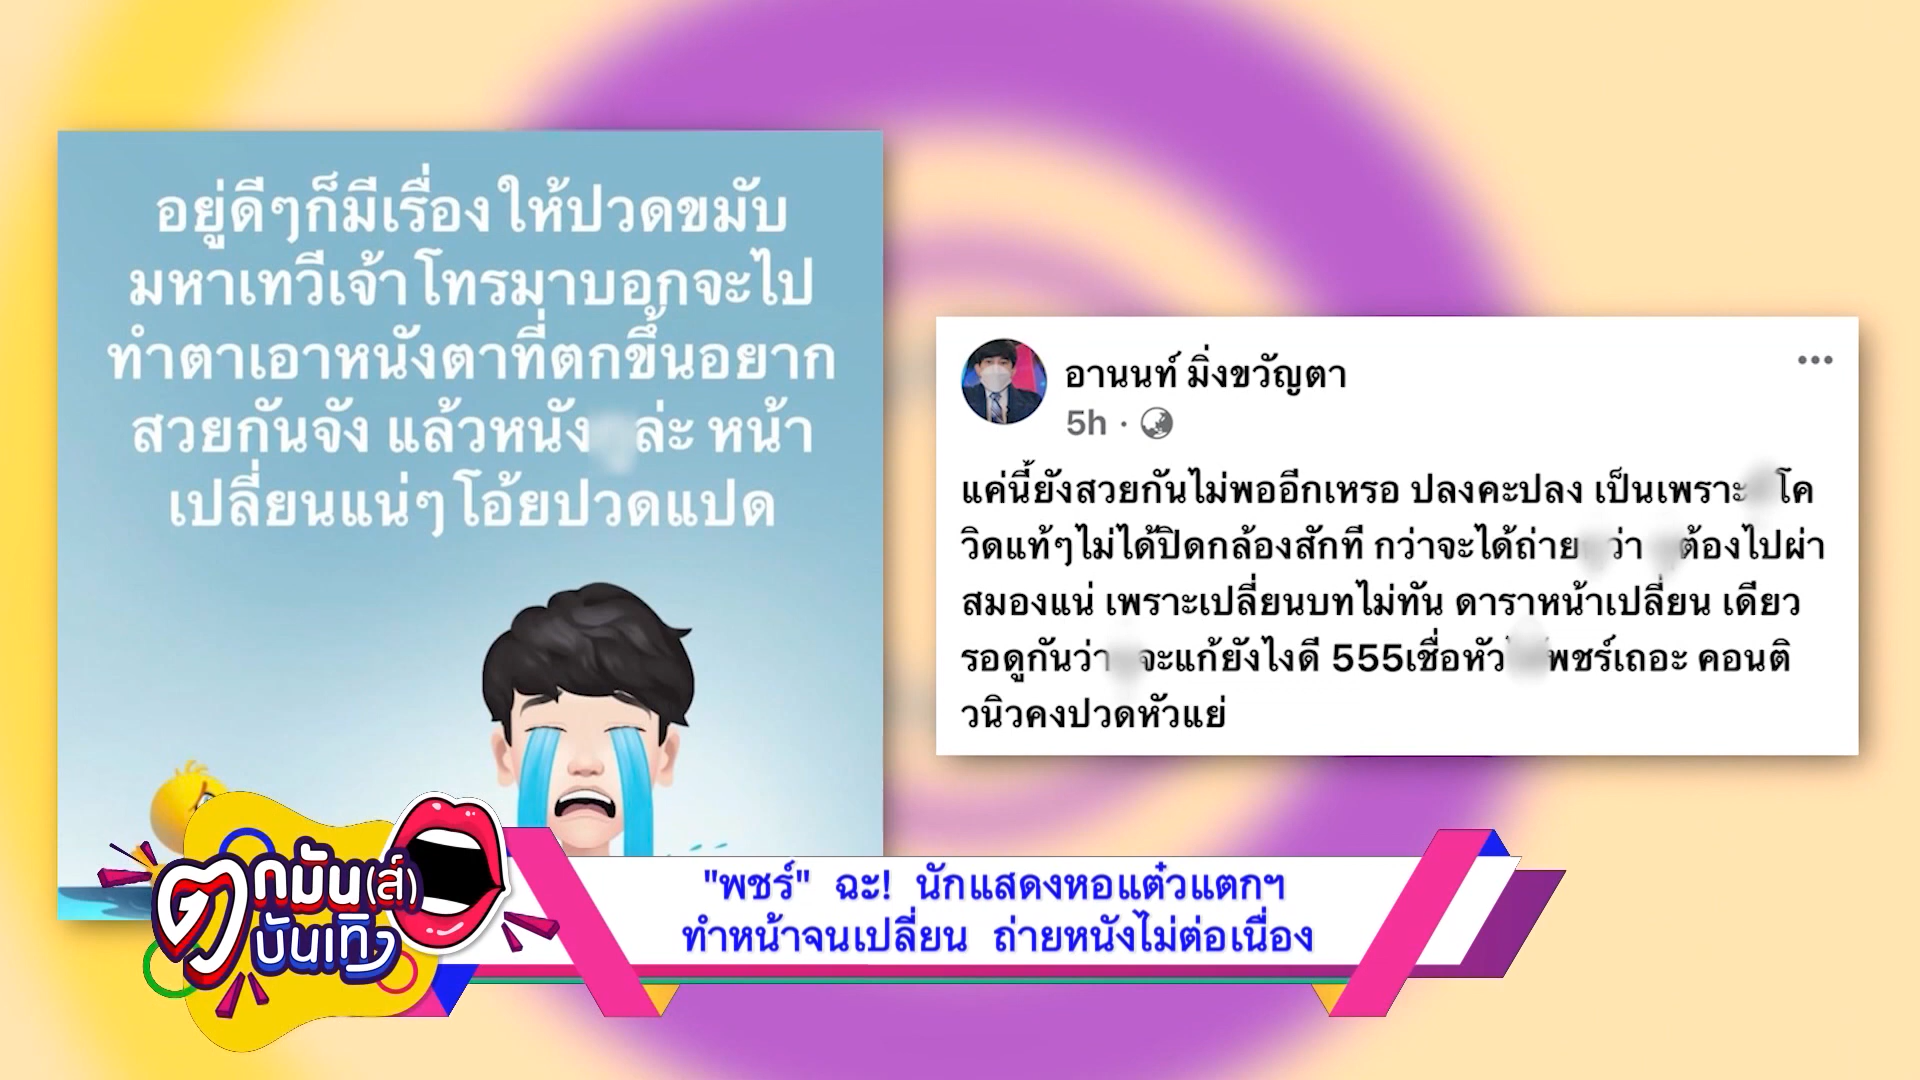 อยู่ดีๆก็มีเรื่องให้ปวดขมับ
มหาเทวีเจ้าโทรมาบอกจะไป
ทำตาเอาหนังตาที่ตกขึ้นอยาก
สวยกันจัง แล้วหนัง ล่ะ หน้า
เปลี่ยนแน่ๆโอ้ยปวดแปด
อานนท์ มิ่งขวัญตา
5h ·
แค่นี้ยังสวยกันไม่พออีกเหรอ ปลงคะปลง เป็นเพราะ โค
วิดแท้ๆไม่ได้ปิดกล้องสักที กว่าจะได้ถ่าย ว่า ต้องไปผ่า
สมองแน่ เพราะเปลี่ยนบทไม่ทัน ดาราหน้าเปลี่ยน เดียว
รอดูกันว่า จะแก้ยังไงดี 555เชื่อหัว พชร์เถอะ คอนติ
วนิวคงปวดหัวแย่
ตกมัน(ส์)
บันเทิง
"พชร์" ฉะ! นักแสดงหอแต๋วแตกฯ
ทำหน้าจนเปลี่ยน ถ่ายหนังไม่ต่อเนื่อง